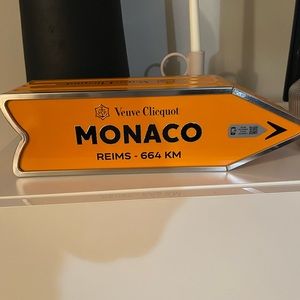 Veuve Clicquot
MONACO
REIMS - 664 KM